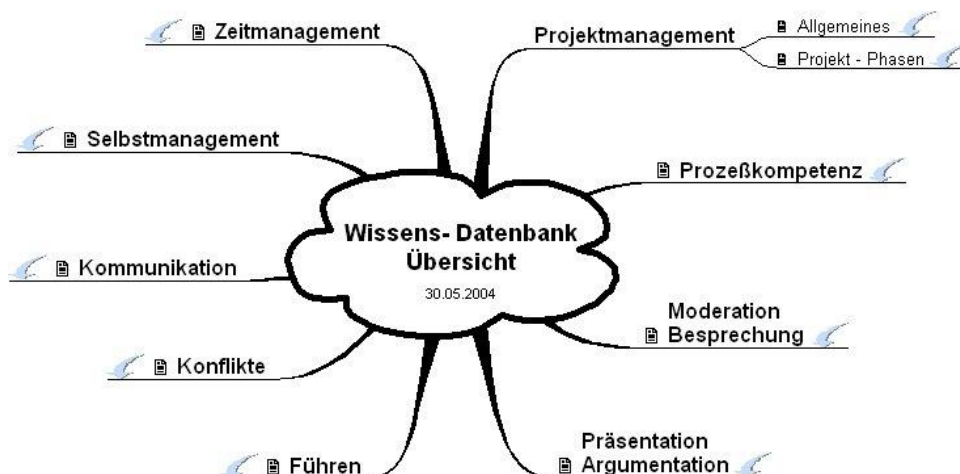 Wissens- Datenbank
Übersicht
30.05.2004
Projektmanagement
Allgemeines
Projekt - Phasen
Prozeßkompetenz
Moderation
Besprechung
Präsentation
Argumentation
Führen
Konflikte
Kommunikation
Selbstmanagement
Zeitmanagement